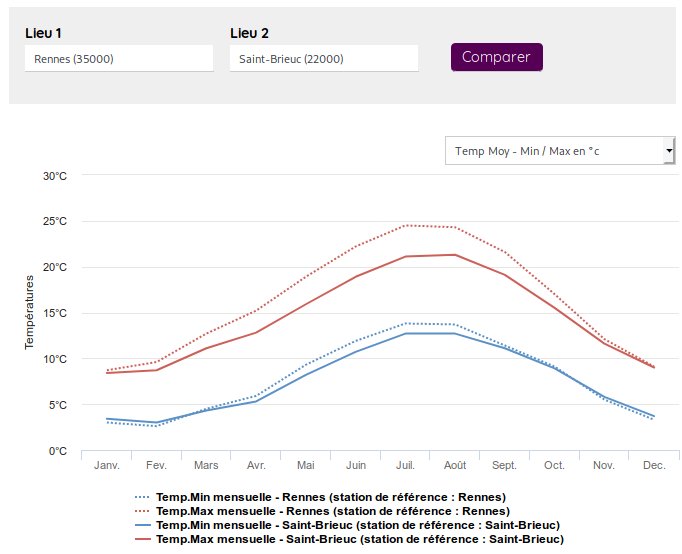 Lieu 1
Lieu 2
Rennes (35000)
Saint-Brieuc (22000)
Comparer
Temp Moy - Min / Max en °c
30°C
25°C
20°C
15°C
10°C
5°C
0°C
Températures
Janv. Fev. Mars Avr. Mai Juin Juil. Août Sept. Oct. Nov. Dec.
Temp.Min mensuelle - Rennes (station de référence : Rennes)
Temp.Max mensuelle - Rennes (station de référence : Rennes)
Temp.Min mensuelle - Saint-Brieuc (station de référence : Saint-Brieuc)
Temp.Max mensuelle - Saint-Brieuc (station de référence : Saint-Brieuc)